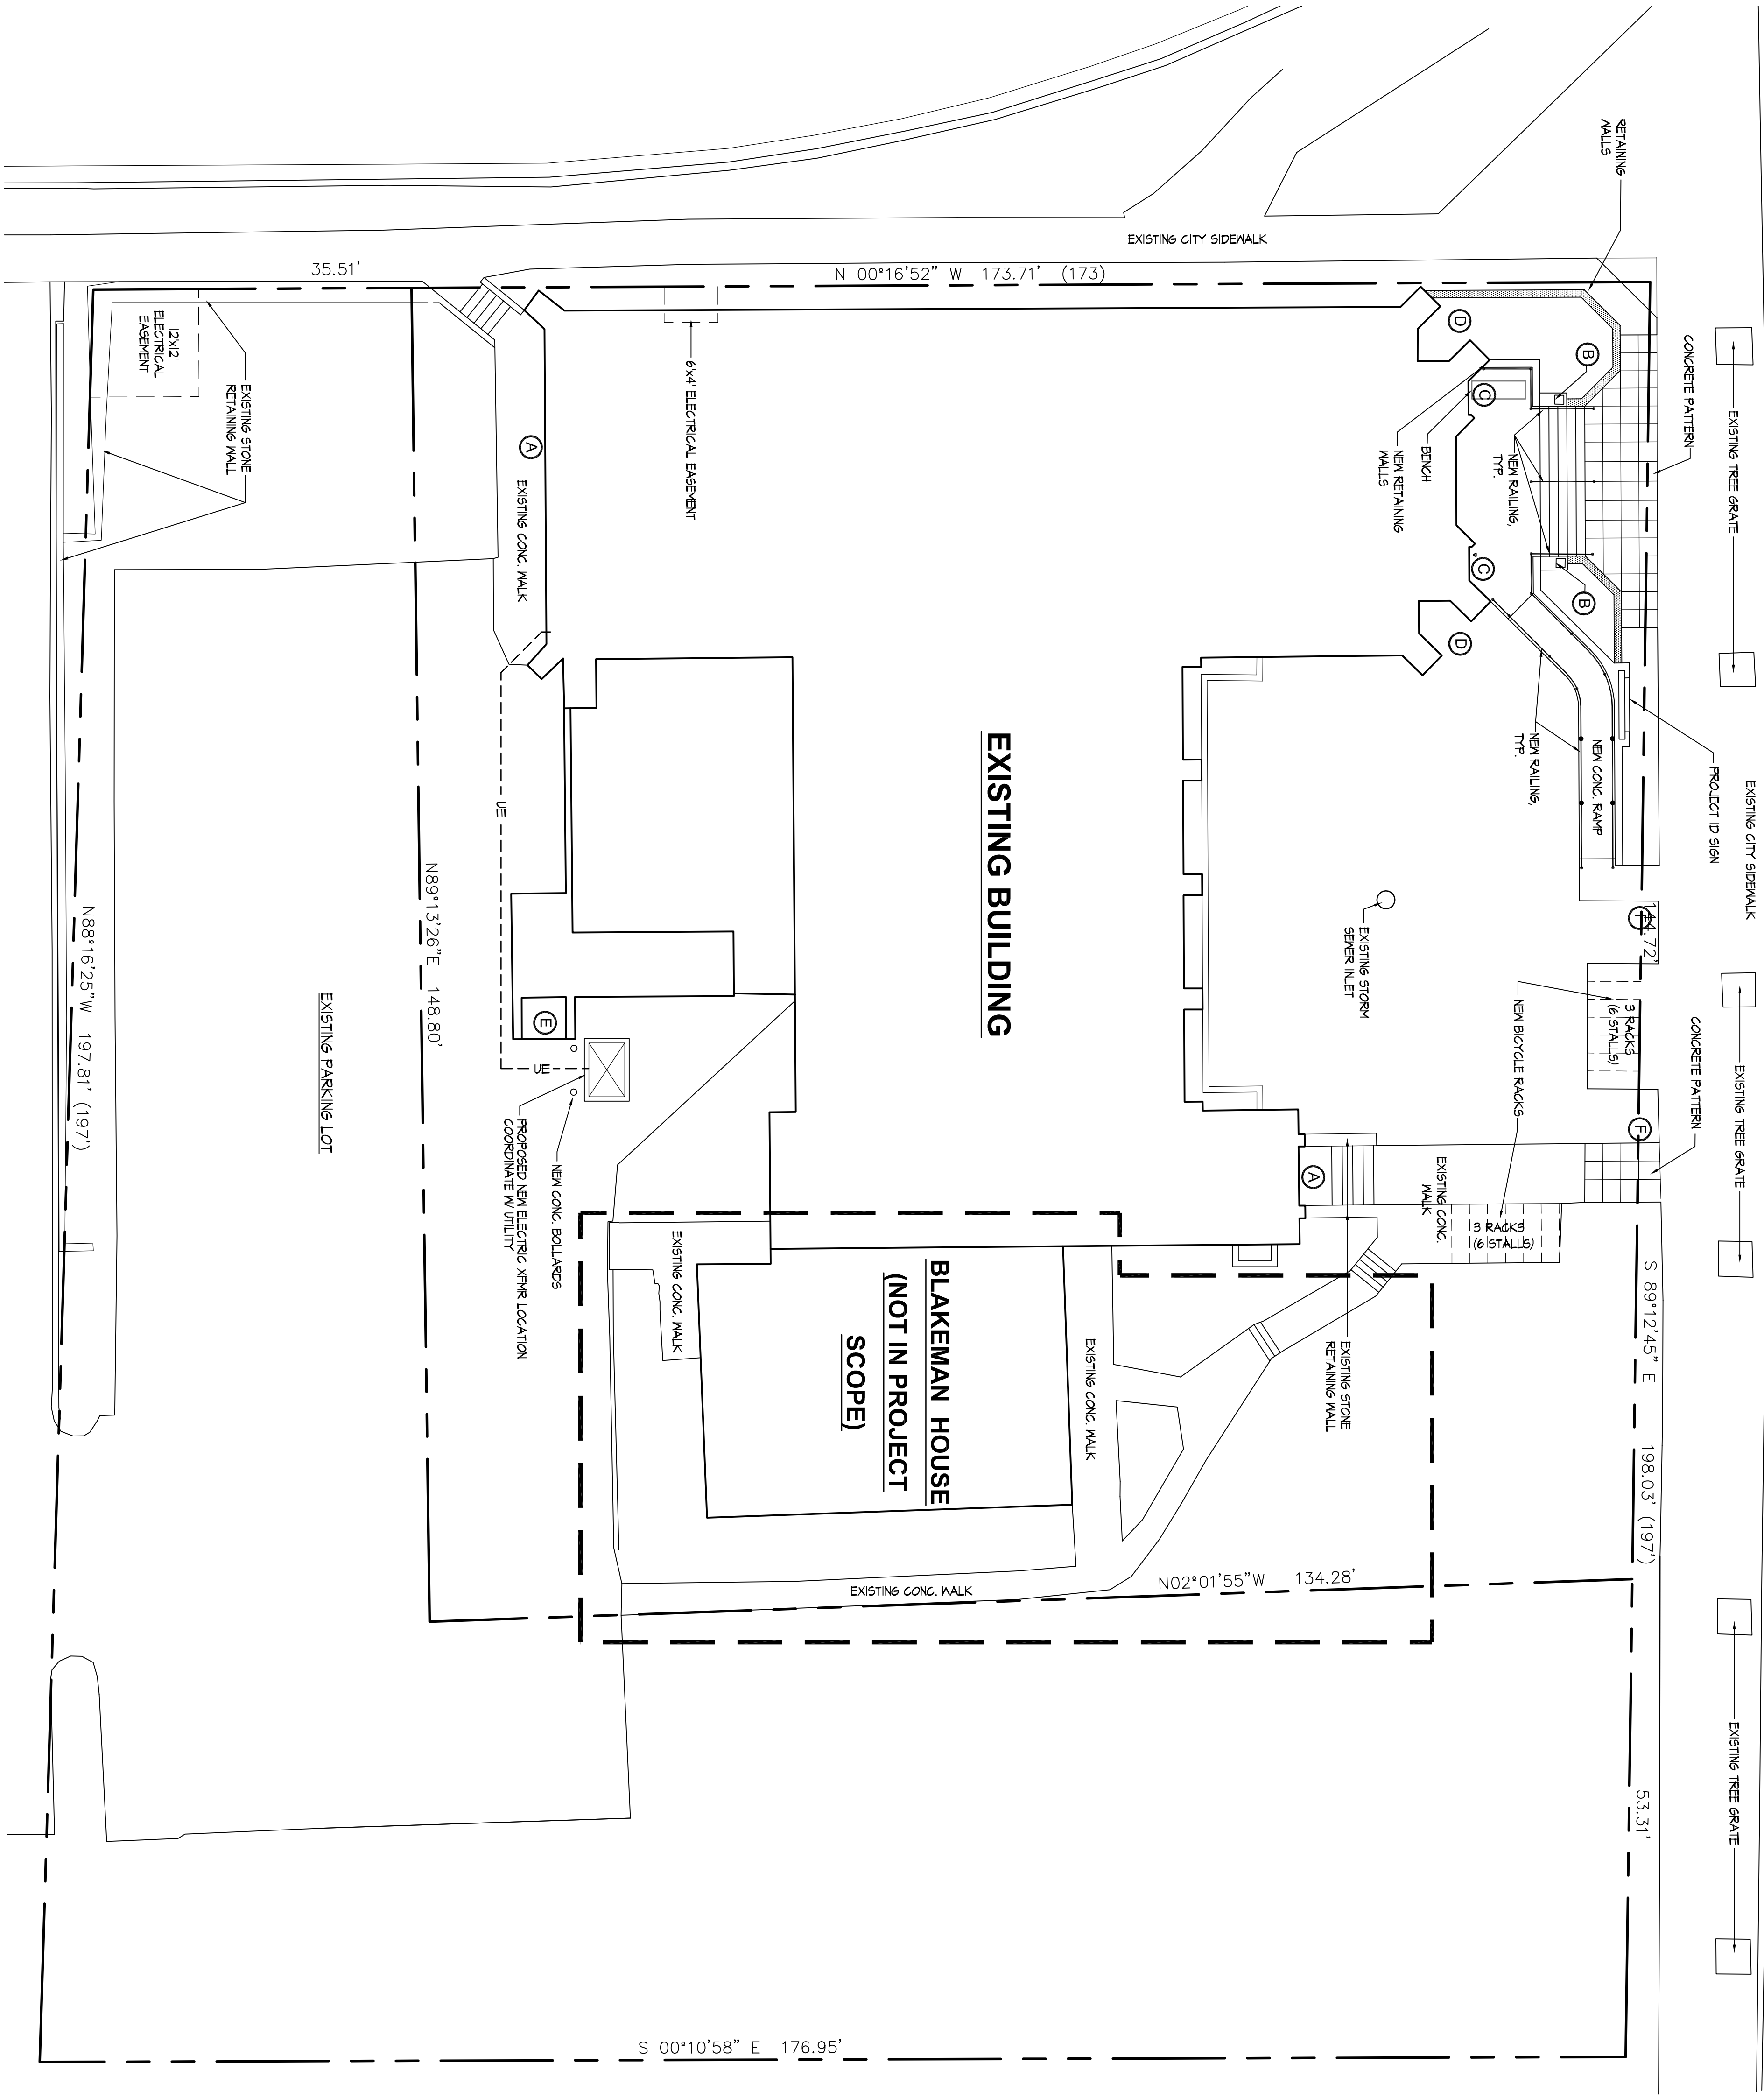 RETAINING
WALLS
CONCRETE PATTERN
EXISTING TREE GRATE
EXISTING CITY SIDEWALK
N 00°16'52" W 173.71' (173)
35.51'
12'X12'
ELECTRICAL
EASEMENT
EXISTING STONE
RETAINING WALL
6'x4' ELECTRICAL EASEMENT
D
B
C
BENCH
NEW RETAINING
WALLS
NEW RAILING,
TYP.
A
EXISTING CONC. WALK
C
B
D
NEW RAILING,
TYP.
NEW CONC. RAMP
PROJECT ID SIGN
EXISTING CITY SIDEWALK
EXISTING BUILDING
UE
N89°13'26"E 148.80'
N88°16'25"W 197.81' (197')
EXISTING PARKING LOT
EXISTING STORM
SEWER INLET
F
144.72'
3 RACKS
(6 STALLS)
NEW BICYCLE RACKS
CONCRETE PATTERN
EXISTING TREE GRATE
E
UE
NEW CONC. BOLLARDS
PROPOSED NEW ELECTRIC XFMR LOCATION
COORDINATE W/ UTILITY
F
A
EXISTING CONC.
WALK
3 RACKS
(6 STALLS)
EXISTING CONC. WALK
BLAKEMAN HOUSE
(NOT IN PROJECT
SCOPE)
EXISTING CONC. WALK
EXISTING STONE
RETAINING WALL
S 89°12'45" E 198.03' (197')
EXISTING CONC. WALK
N02°01'55"W 134.28'
53.31'
EXISTING TREE GRATE
S 00°10'58" E 176.95'